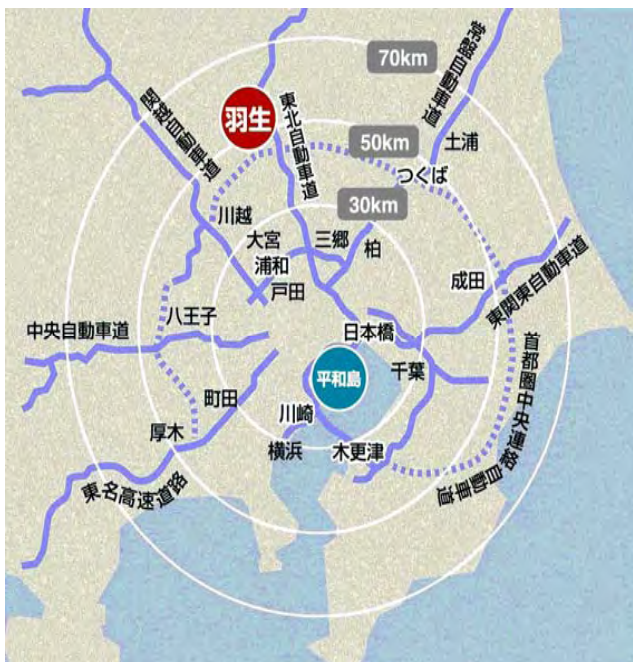 70km
常磐自動車道
関越自動車道
羽生
東北自動車道
50km
土浦
つくば
30km
川越
大宮
三郷
柏
浦和
戸田
成田
東関東自動車道
八王子
中央自動車道
日本橋
首都圏中央連絡自動車道
平和島
千葉
町田
川崎
厚木
横浜
木更津
東名高速道路